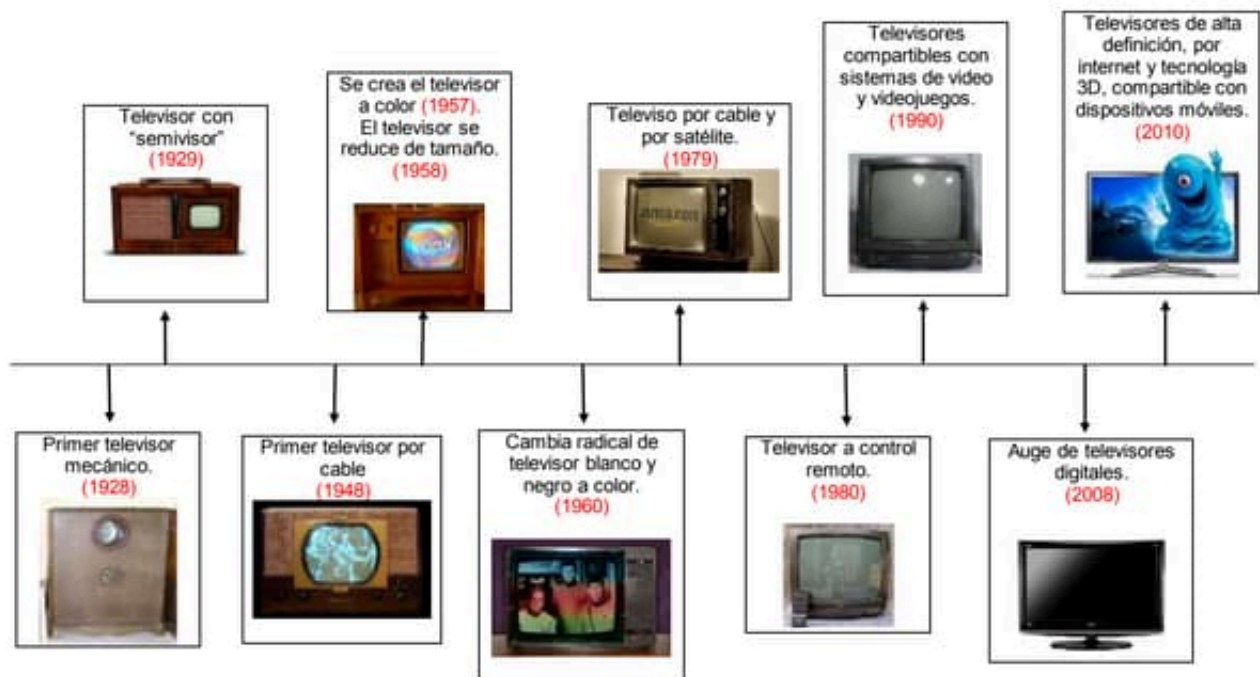 Televisor con
"semivisor"
(1929)
Se crea el televisor
a color (1957).
El televisor se
reduce de tamaño.
(1958)
Televiso por cable y
por satélite.
(1979)
Televisores
compartibles con
sistemas de video
y videojuegos.
(1990)
Televisores de alta
definición, por
internet y tecnología
3D, compartible con
dispositivos móviles.
(2010)
amazon
Primer televisor
mecánico.
(1928)
Primer televisor por
cable
(1948)
Cambia radical de
televisor blanco y
negro a color.
(1960)
Televisor a control
remoto.
(1980)
Auge de televisores
digitales.
(2008)